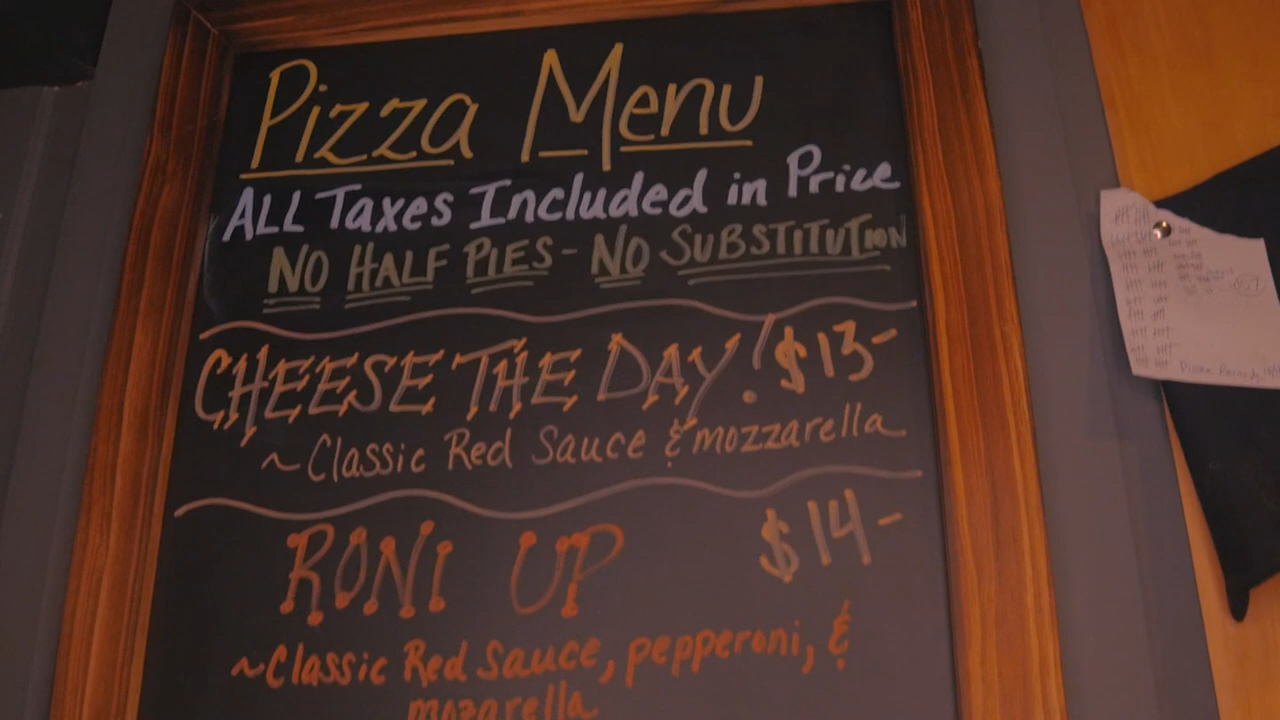 Pizza Menu
ALL Taxes Included in Price
NO HALF PIES - NO SUBSTITUTION
CHEESE THE DAY! $13-
~Classic Red Sauce & mozzarella
RONI UP $14-
~Classic Red Sauce, pepperoni, &
mozarella